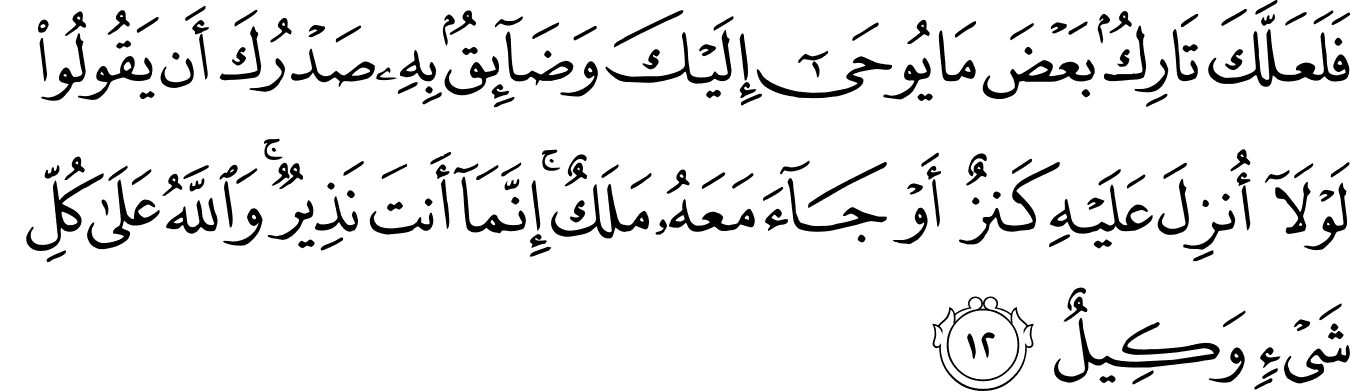 فَلَعَلَّكَ تَارِكٌۢ بَعْضَ مَا يُوحَىٰٓ إِلَيْكَ وَضَآئِقٌۢ بِهِۦ صَدْرُكَ أَن يَقُولُوا۟
لَوْلَآ أُنزِلَ عَلَيْهِ كَنزٌ أَوْ جَآءَ مَعَهُۥ مَلَكٌ ۚ إِنَّمَآ أَنتَ نَذِيرٌ ۚ وَٱللَّهُ عَلَىٰ كُلِّ
شَىْءٍ وَكِيلٌ ١٢